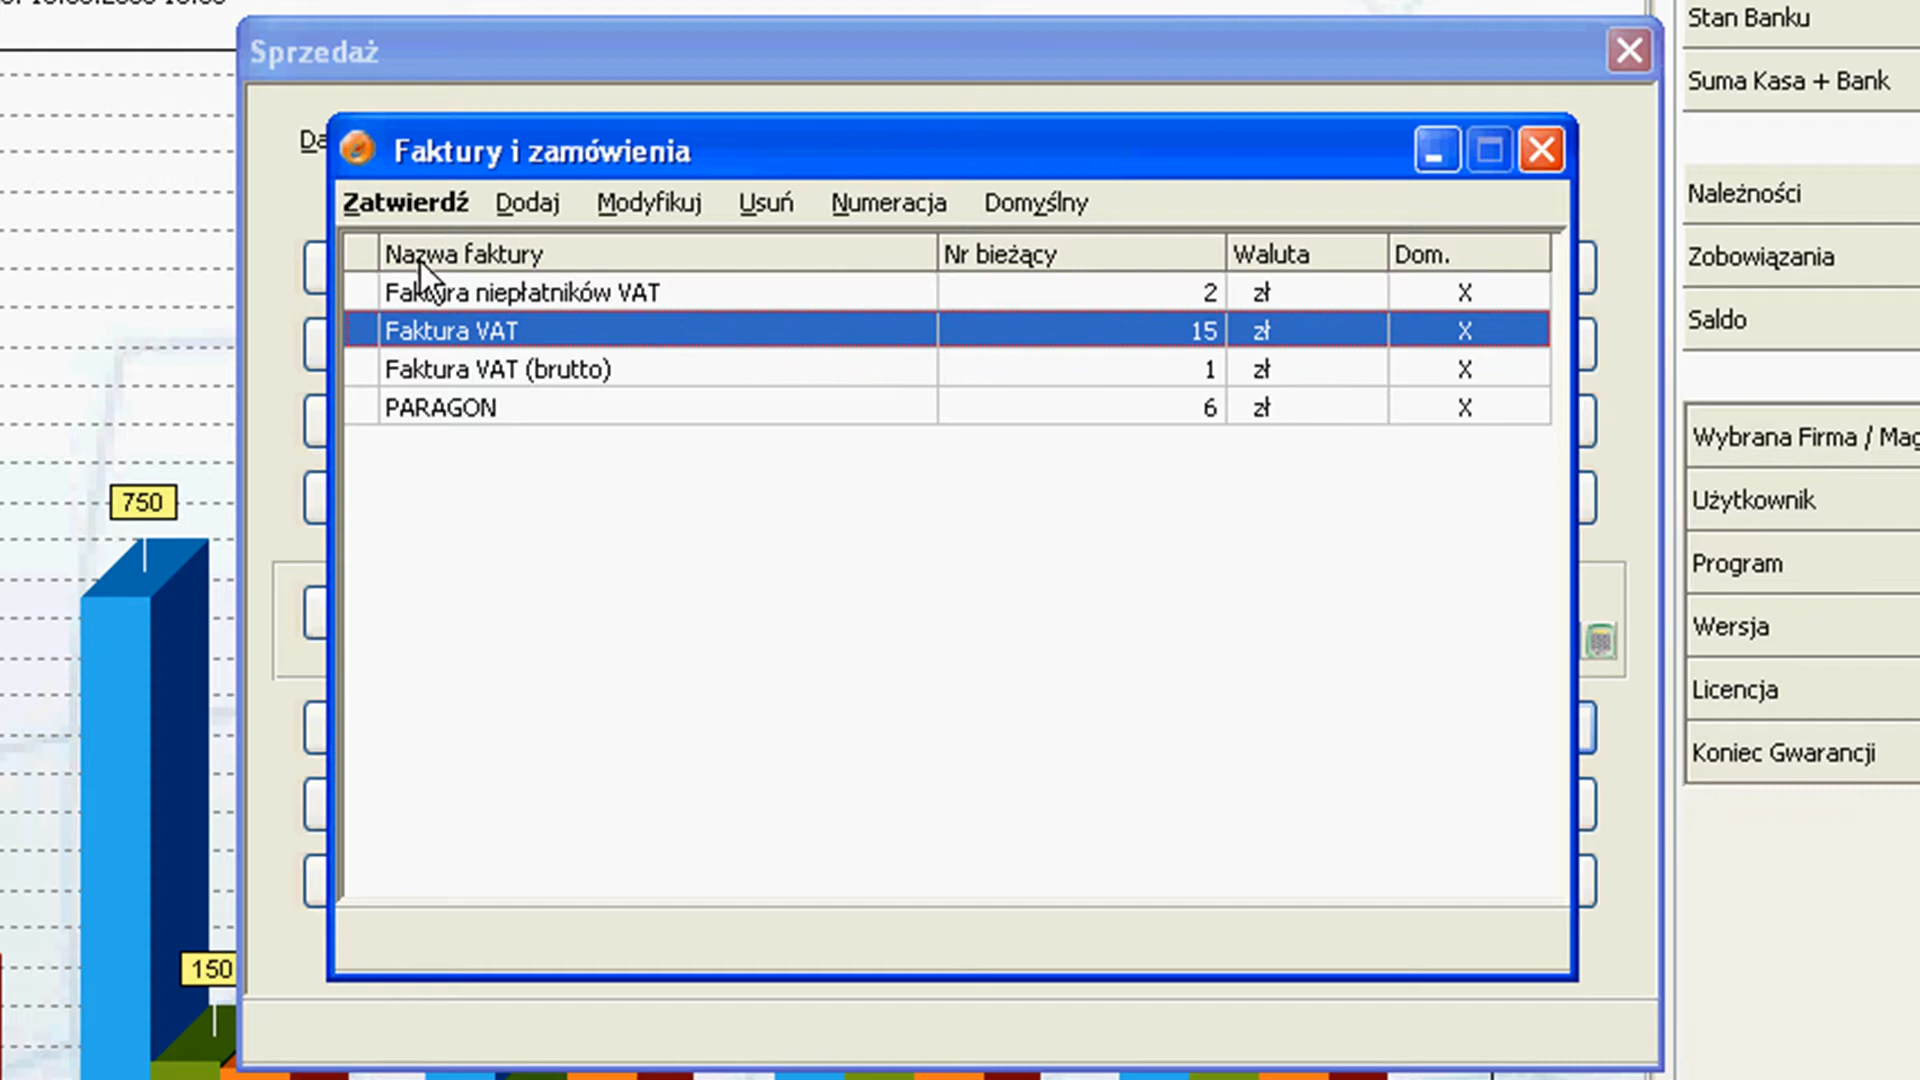 Sprzedaż
Da
Faktury i zamówienia
Zatwierdź Dodaj Modyfikuj Usuń Numeracja Domyślny
Nazwa faktury Nr bieżący Waluta Dom.
Faktura niepłatników VAT 2 zł X
Faktura VAT 15 zł X
Faktura VAT (brutto) 1 zł X
PARAGON 6 zł X
750
150
Stan Banku
Suma Kasa + Bank
Należności
Zobowiązania
Saldo
Wybrana Firma / Mag
Użytkownik
Program
Wersja
Licencja
Koniec Gwarancji